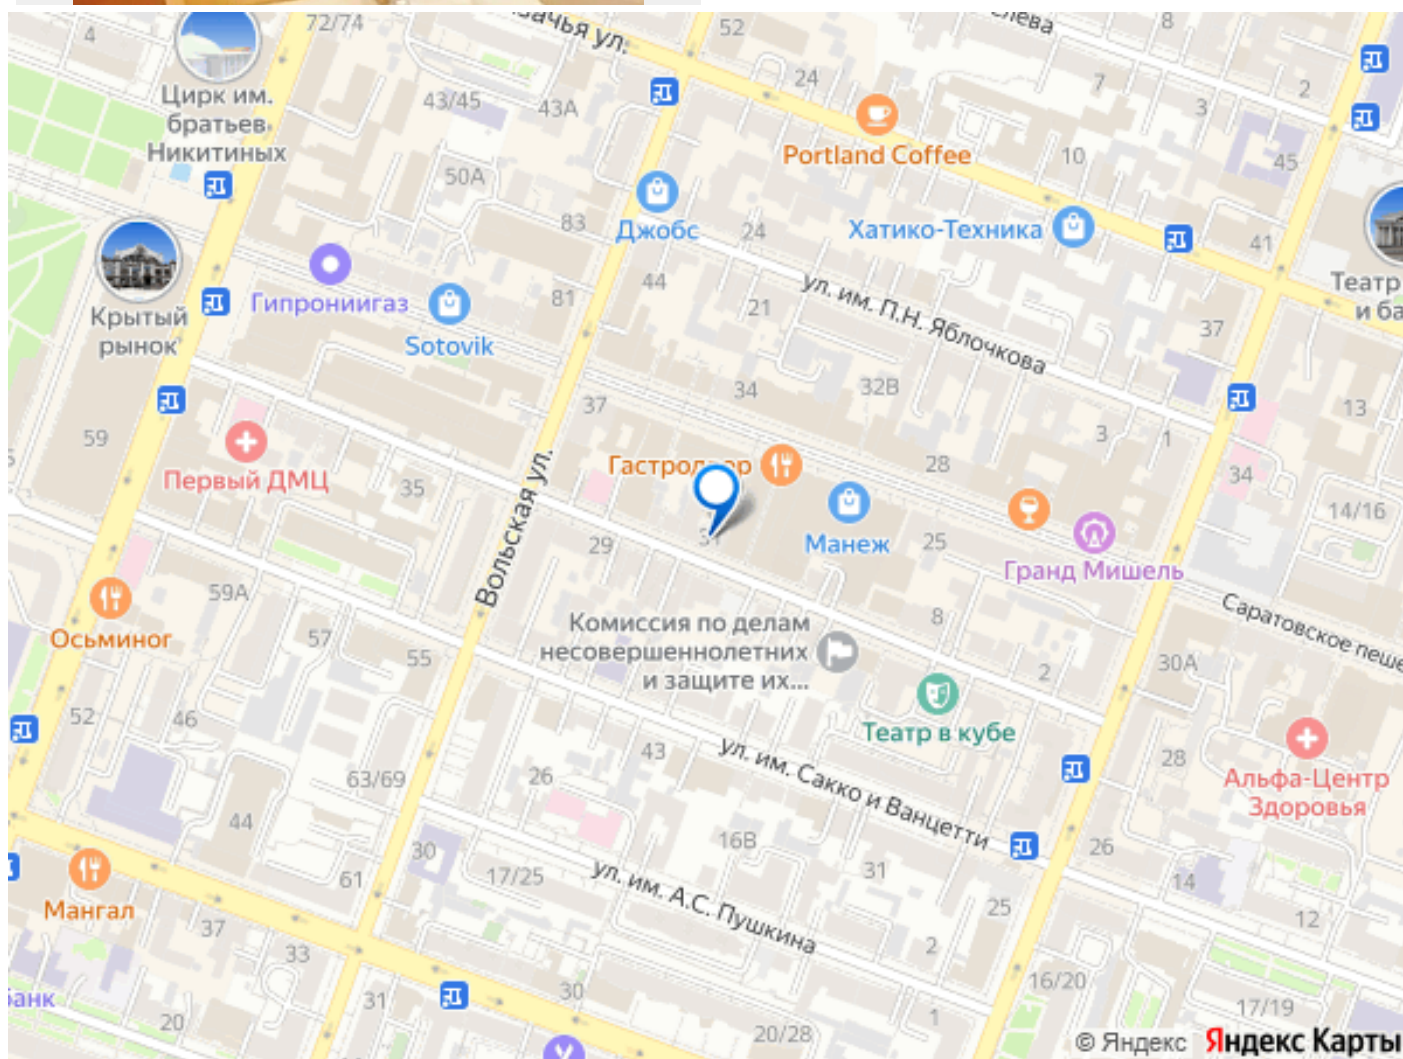 72/74
4
52
8
Цирк им.
братьев
Никитиных
43/45
43А
24
7
3
2
Portland Coffee
10
45
50А
83
Джобс
24
Хатико-Техника
41
Гипрониигаз
81
44
21
ул. им. П.Н. Яблочкова
Крытый
рынок
Sotovik
37
34
32В
37
13
3
1
59
Первый ДМЦ
35
28
34
14/16
Вольская ул.
29
Манеж
25
Гранд Мишель
59А
Осьминог
57
55
Комиссия по делам
несовершеннолетних
и защите их...
8
2
30А
52
46
Театр в кубе
63/69
26
43
ул. им. Сакко и Ванцетти
28
Альфа-Центр
Здоровья
44
16В
31
26
30
17/25
14
61
ул. им. А.С. Пушкина
25
12
Мангал
37
33
2
16/20
31
30
17/19
20
20/28
1
© Яндекс Яндекс Карты